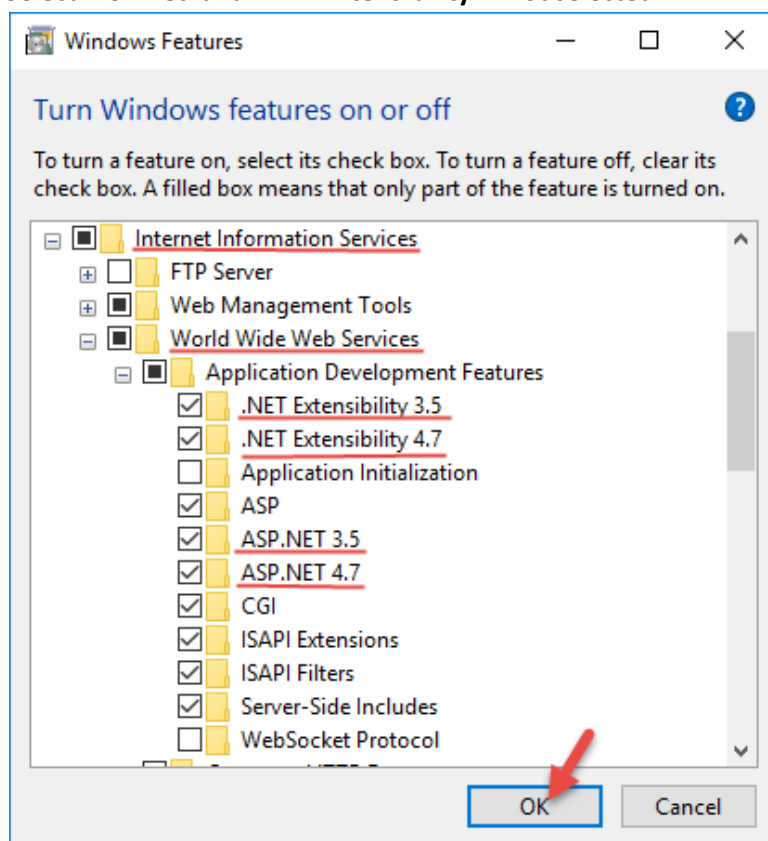 Windows Features
Turn Windows features on or off
To turn a feature on, select its check box. To turn a feature off, clear its
check box. A filled box means that only part of the feature is turned on.
Internet Information Services
FTP Server
Web Management Tools
World Wide Web Services
Application Development Features
.NET Extensibility 3.5
.NET Extensibility 4.7
Application Initialization
ASP
ASP.NET 3.5
ASP.NET 4.7
CGI
ISAPI Extensions
ISAPI Filters
Server-Side Includes
WebSocket Protocol
OK
Cancel